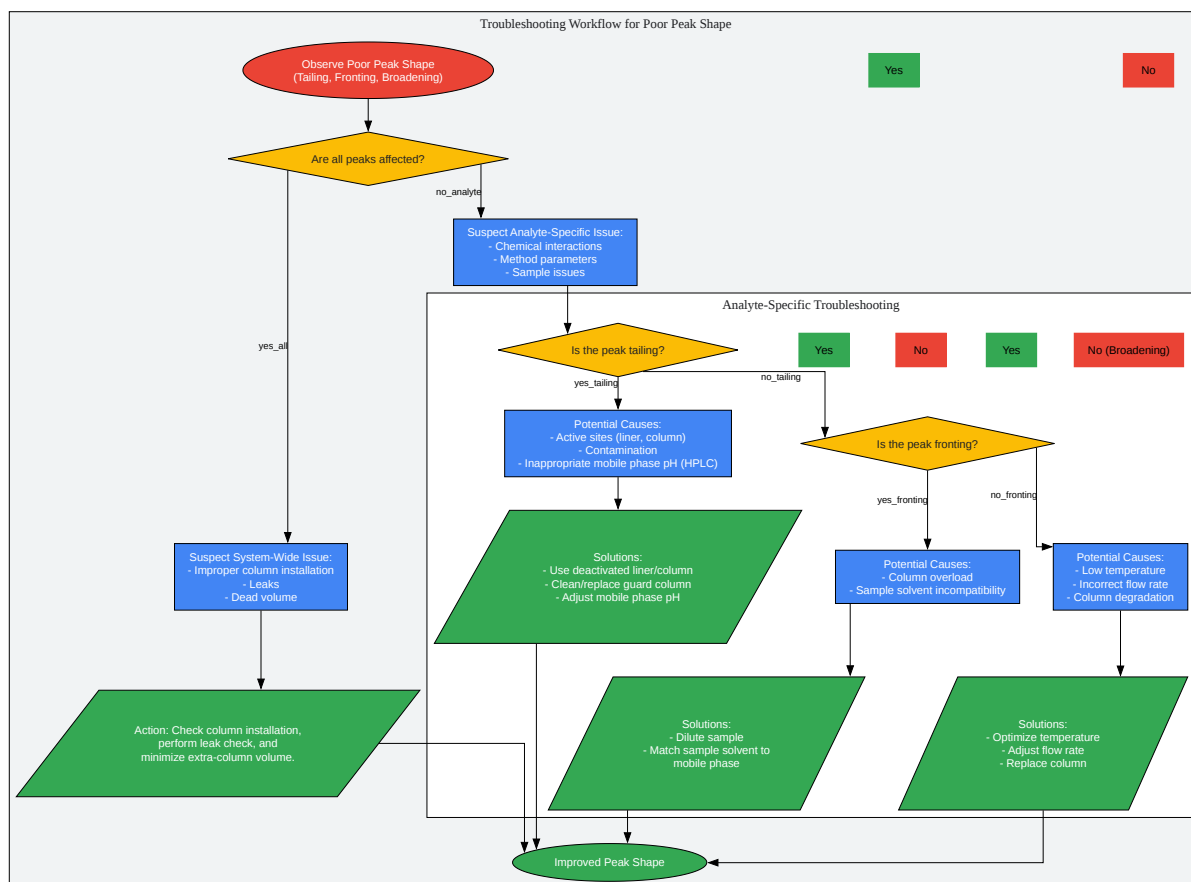 Troubleshooting Workflow for Poor Peak Shape
Observe Poor Peak Shape
(Tailing, Fronting, Broadening)
Yes
No
Are all peaks affected?
no_analyte
Suspect Analyte-Specific Issue:
- Chemical interactions
- Method parameters
- Sample issues
Analyte-Specific Troubleshooting
yes_all
Is the peak tailing?
Yes
No
Yes
No (Broadening)
yes_tailing
no_tailing
Potential Causes:
- Active sites (liner, column)
- Contamination
- Inappropriate mobile phase pH (HPLC)
Is the peak fronting?
yes_fronting
no_fronting
Suspect System-Wide Issue:
- Improper column installation
- Leaks
- Dead volume
Solutions:
- Use deactivated liner/column
- Clean/replace guard column
- Adjust mobile phase pH
Potential Causes:
- Column overload
- Sample solvent incompatibility
Potential Causes:
- Low temperature
- Incorrect flow rate
- Column degradation
Action: Check column installation,
perform leak check, and
minimize extra-column volume.
Solutions:
- Dilute sample
- Match sample solvent to
mobile phase
Solutions:
- Optimize temperature
- Adjust flow rate
- Replace column
Improved Peak Shape